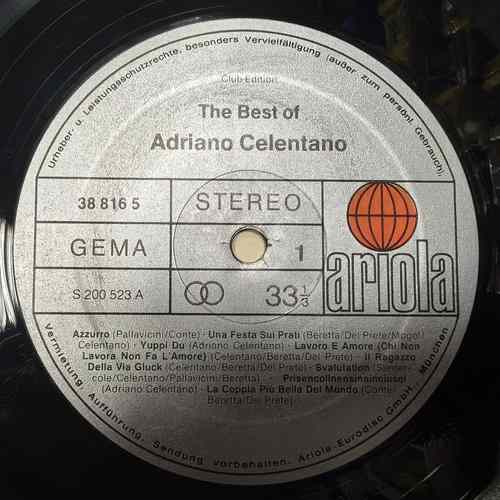 Urheber- u. Leistungsschutzrechte, besonders Vervielfältigung (außer zum persönl. Gebrauch),
Club Edition
The Best of
Adriano Celentano
38 816 5
STEREO
GEMA
1
ariola
S 200 523 A
33 1/3
Azzurro (Pallavicini/Conte) · Una Festa Sui Prati (Beretta/Del Prete/Mogol/
Celentano) · Yuppi Du (Adriano Celentano) · Lavoro E Amore (Chi Non
Lavora Non Fa L'Amore) (Celentano/Beretta/Del Prete) · Il Ragazzo
Della Via Gluck (Celentano/Beretta/Del Prete) · Svalutation (
cole/Celentano/Pallavicini/Beretta) · Prisencolinensinainciusol
(Adriano Celentano) · La Coppia Più Bella Del Mondo (Conte/
Beretta/Del Prete)
Vermietung, Aufführung, Sendung vorbehalten. Ariola-Eurodisc GmbH, München